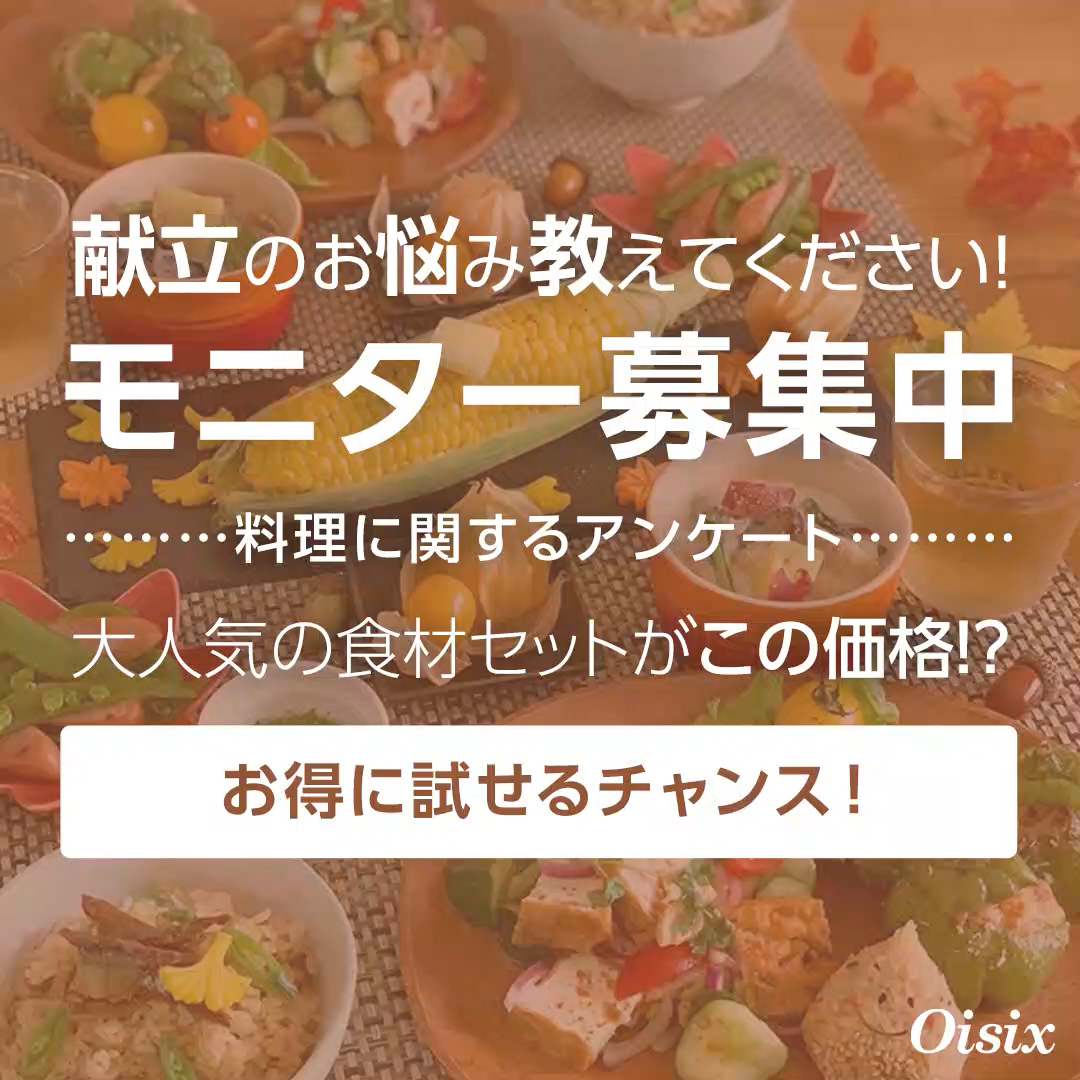 献立のお悩み教えてください!
モニター募集中
………料理に関するアンケート………
大人気の食材セットがこの価格!?
お得に試せるチャンス!
Oisix